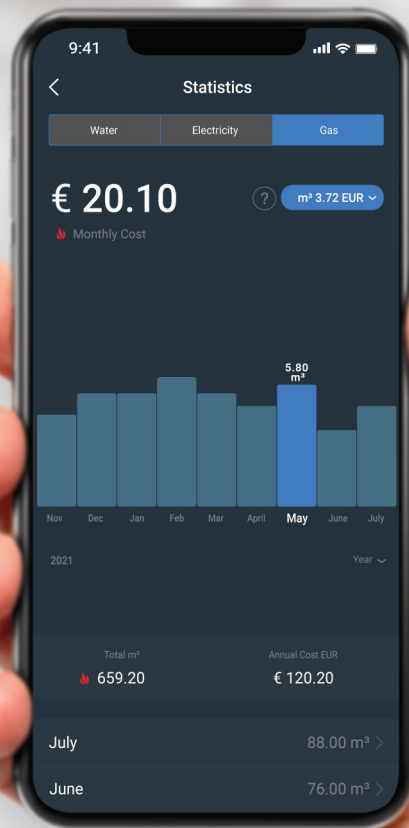 9:41
Statistics
Water Electricity Gas
€ 20.10
? m³ 3.72 EUR
Monthly Cost
5.80
m³
Nov Dec Jan Feb Mar April May June July
2021 Year
Total m³ Annual Cost EUR
659.20 € 120.20
July 88.00 m³
June 76.00 m³